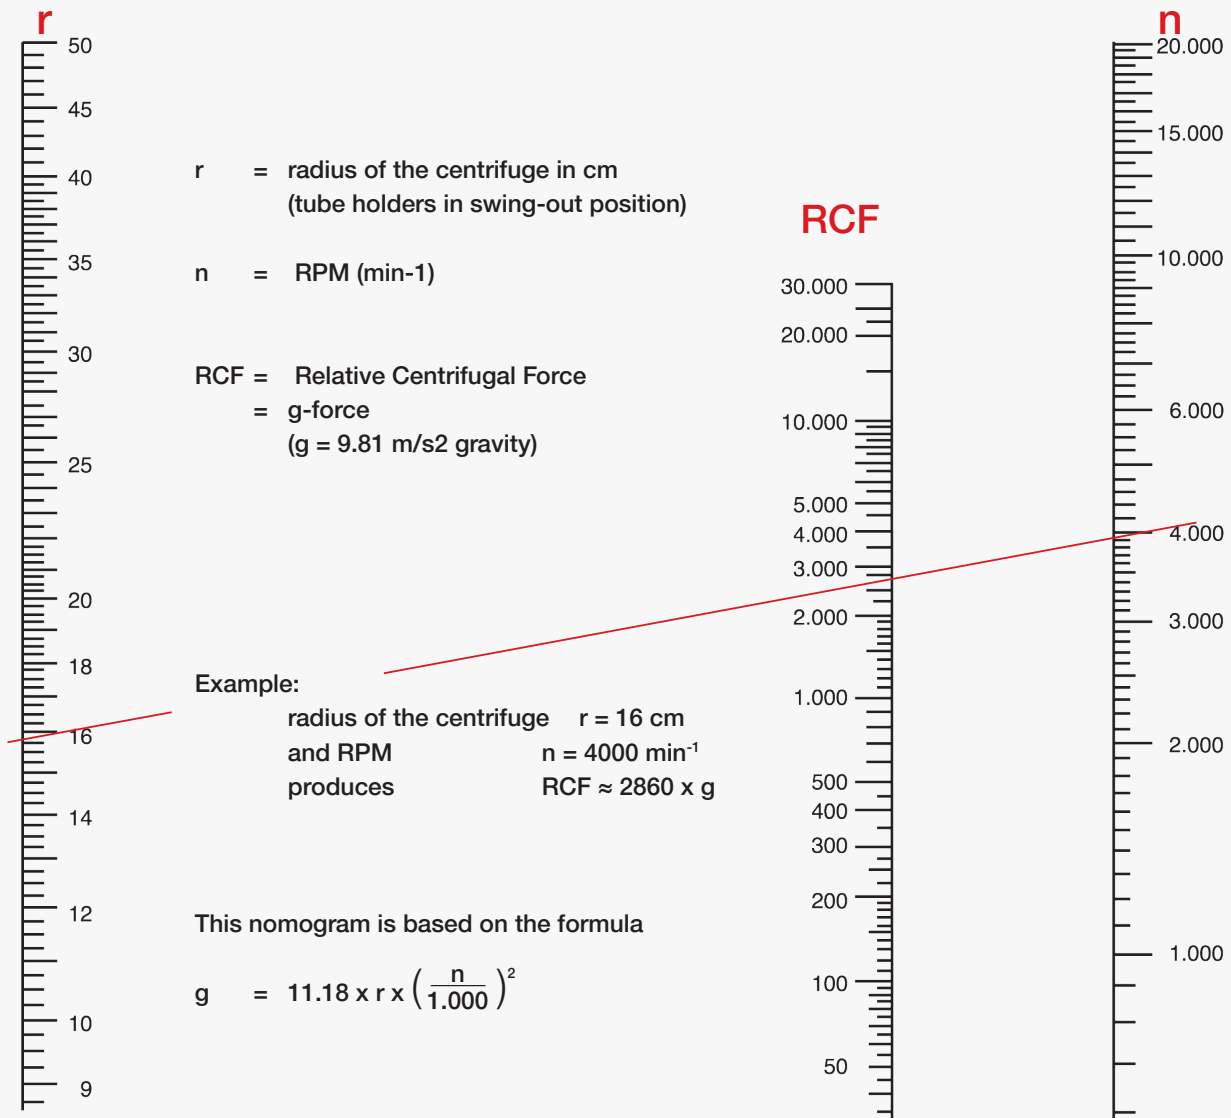 r
50
45
40
35
30
25
20
18
16
14
12
10
9
r = radius of the centrifuge in cm
(tube holders in swing-out position)
n = RPM (min-1)
RCF = Relative Centrifugal Force
= g-force
(g = 9.81 m/s2 gravity)
Example:
radius of the centrifuge r = 16 cm
and RPM n = 4000 min-1
produces RCF ≈ 2860 x g
This nomogram is based on the formula
g = 11.18 x r x ( n / 1.000 ) 2
RCF
30.000
20.000
10.000
5.000
4.000
3.000
2.000
1.000
500
400
300
200
100
50
n
20.000
15.000
10.000
6.000
4.000
3.000
2.000
1.000